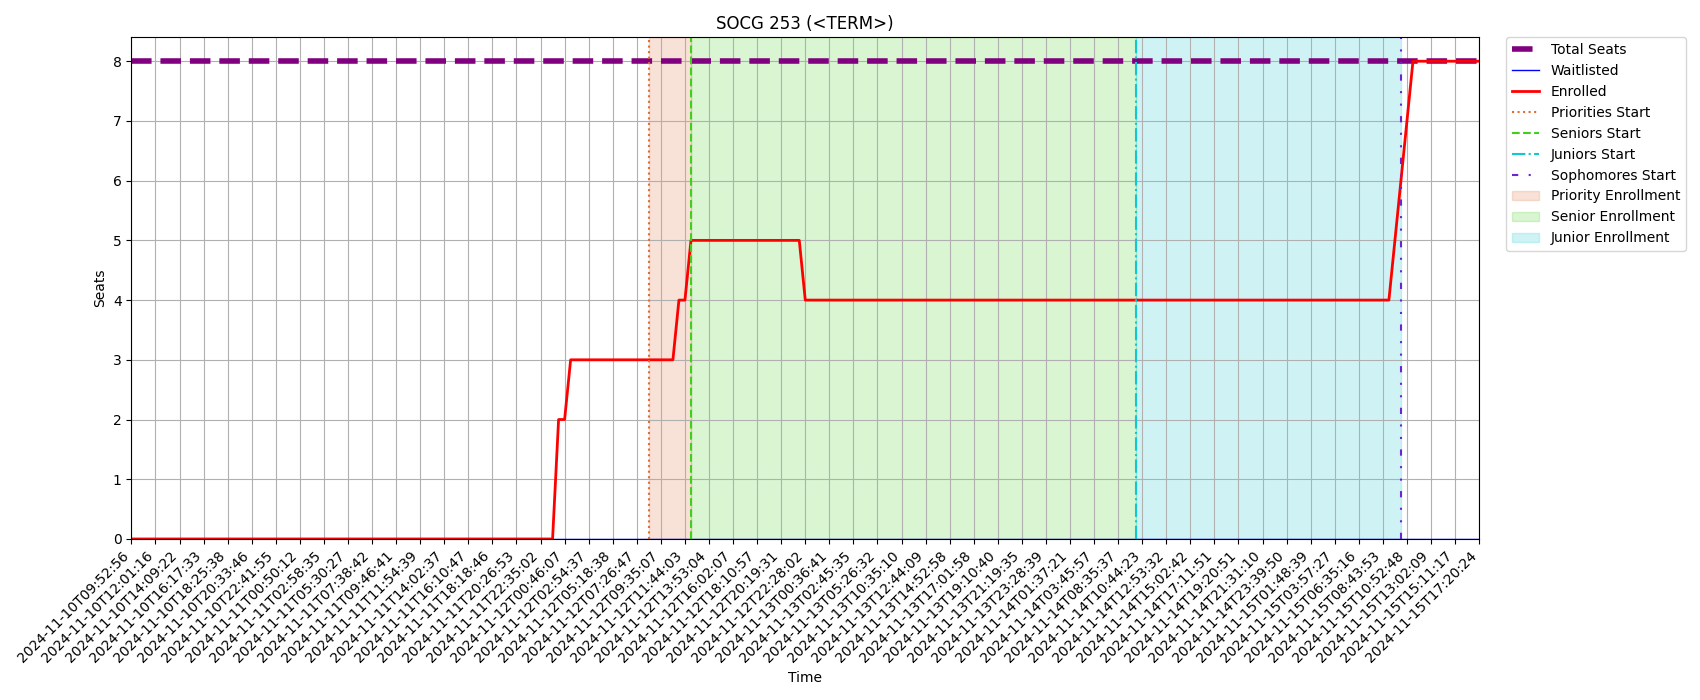 SOCG 253 (<TERM>)
Total Seats
Waitlisted
Enrolled
Priorities Start
Seniors Start
Juniors Start
Sophomores Start
Priority Enrollment
Senior Enrollment
Junior Enrollment
Seats
8
7
6
5
4
3
2
1
0
2024-11-10T09:52:56
2024-11-10T12:01:16
2024-11-10T14:09:22
2024-11-10T16:17:33
2024-11-10T18:25:38
2024-11-10T20:33:46
2024-11-10T22:41:55
2024-11-11T00:50:12
2024-11-11T02:58:35
2024-11-11T05:30:27
2024-11-11T07:38:42
2024-11-11T09:46:41
2024-11-11T11:54:39
2024-11-11T14:02:37
2024-11-11T16:10:47
2024-11-11T18:18:46
2024-11-11T20:26:53
2024-11-11T22:35:02
2024-11-12T00:46:07
2024-11-12T02:54:37
2024-11-12T05:18:38
2024-11-12T07:26:47
2024-11-12T09:35:07
2024-11-12T11:44:03
2024-11-12T13:53:04
2024-11-12T16:02:07
2024-11-12T18:10:57
2024-11-12T20:19:31
2024-11-12T22:28:02
2024-11-13T00:36:41
2024-11-13T02:45:35
2024-11-13T05:26:32
2024-11-13T10:35:10
2024-11-13T12:44:09
2024-11-13T14:52:58
2024-11-13T17:01:58
2024-11-13T19:10:40
2024-11-13T21:19:35
2024-11-13T23:28:39
2024-11-14T01:37:21
2024-11-14T03:45:57
2024-11-14T08:35:37
2024-11-14T10:44:23
2024-11-14T12:53:32
2024-11-14T15:02:42
2024-11-14T17:11:51
2024-11-14T19:20:51
2024-11-14T21:31:10
2024-11-14T23:39:50
2024-11-15T01:48:39
2024-11-15T03:57:27
2024-11-15T06:35:16
2024-11-15T08:43:53
2024-11-15T10:52:48
2024-11-15T13:02:09
2024-11-15T15:11:17
2024-11-15T17:20:24
Time